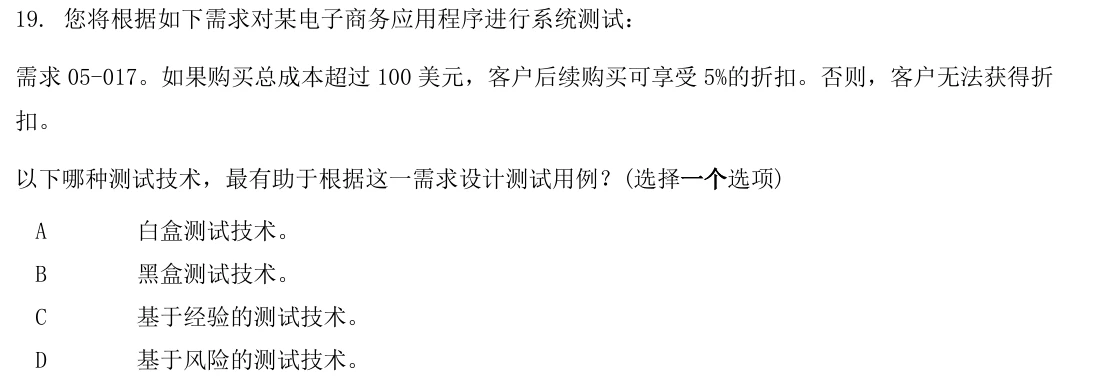 19. 您将根据如下需求对某电子商务应用程序进行系统测试：
需求 05-017。如果购买总成本超过 100 美元，客户后续购买可享受 5%的折扣。否则，客户无法获得折
扣。
以下哪种测试技术，最有助于根据这一需求设计测试用例？(选择一个选项)
A 白盒测试技术。
B 黑盒测试技术。
C 基于经验的测试技术。
D 基于风险的测试技术。